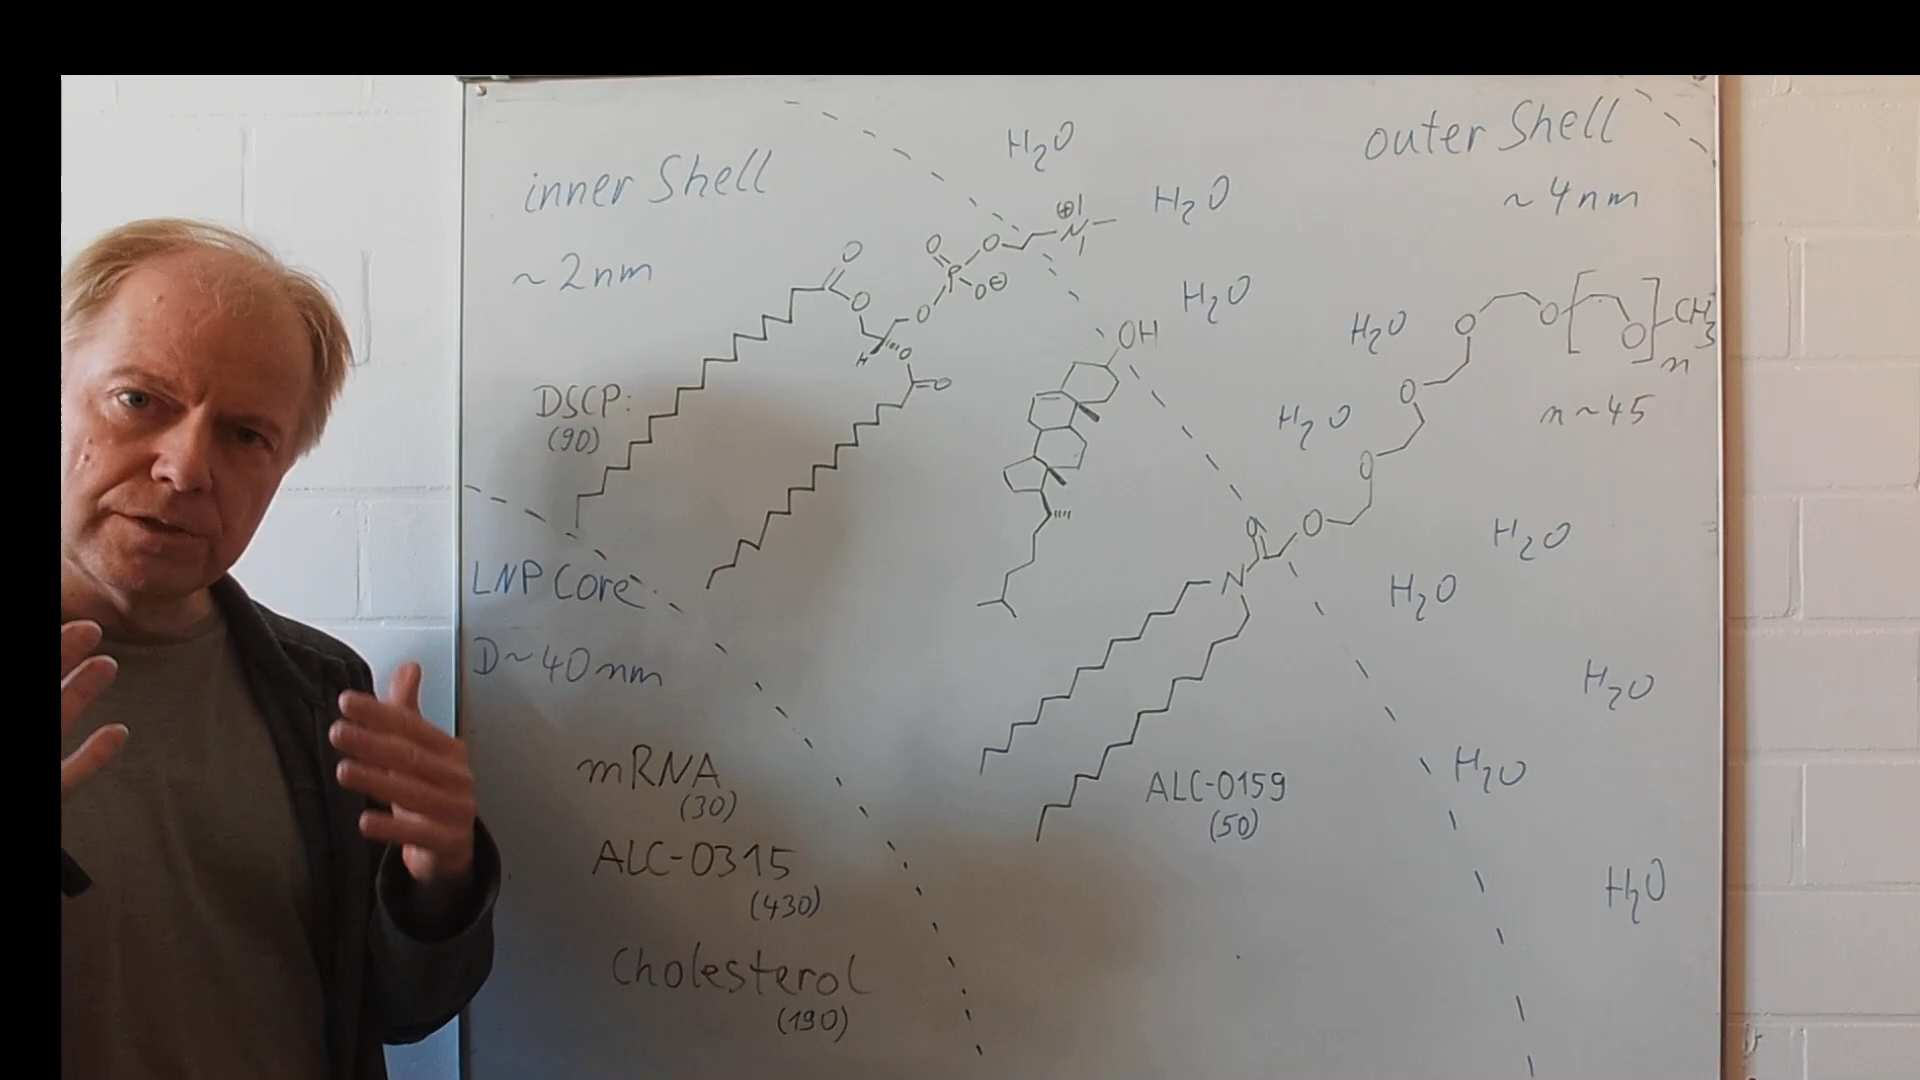 inner Shell
~2nm
outer Shell
~4nm
H2O
H2O
H2O
H2O
H2O
H2O
H2O
H2O
H2O
H2O
O
O
O
P
O⊖
O
⊕
N
O
O
H
O
OH
DSCP:
(90)
O
O
O
O
O
O
O
CH3
n
n~45
O
N
LNP Core
D~40nm
mRNA
(30)
ALC-0315
(430)
Cholesterol
(190)
ALC-0159
(50)